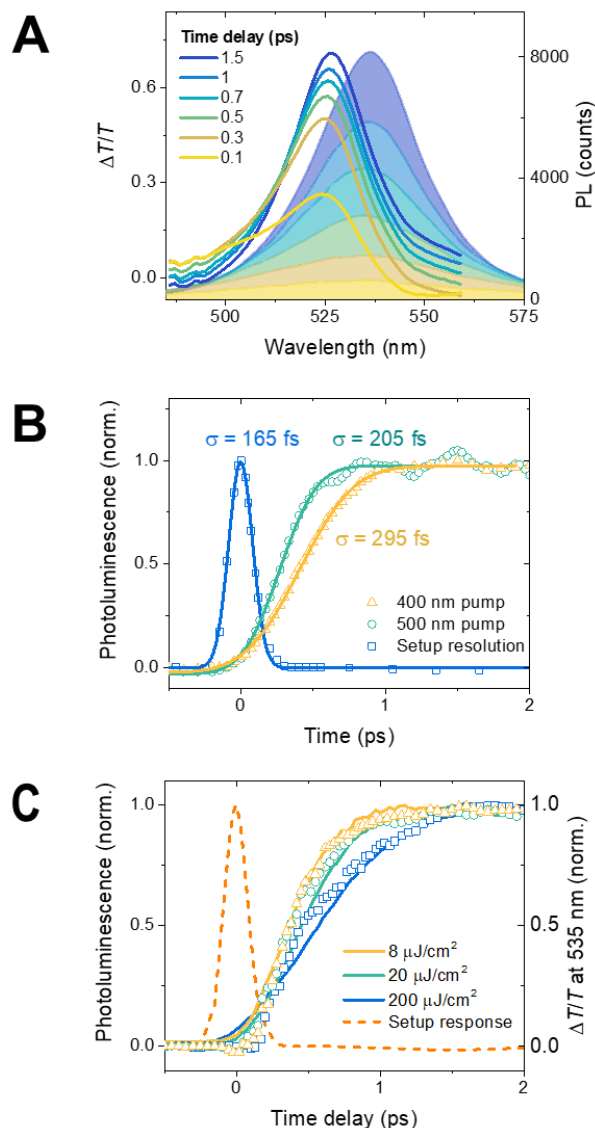 A
Time delay (ps)
1.5
1
0.7
0.5
0.3
0.1
0.6
0.3
0.0
ΔT/T
8000
4000
0
PL (counts)
500 525 550 575
Wavelength (nm)
B
σ = 165 fs
σ = 205 fs
σ = 295 fs
1.0
0.5
0.0
Photoluminescence (norm.)
400 nm pump
500 nm pump
Setup resolution
0 1 2
Time (ps)
C
1.0
0.5
0.0
Photoluminescence (norm.)
8 μJ/cm²
20 μJ/cm²
200 μJ/cm²
Setup response
1.0
0.5
0.0
ΔT/T at 535 nm (norm.)
0 1 2
Time delay (ps)